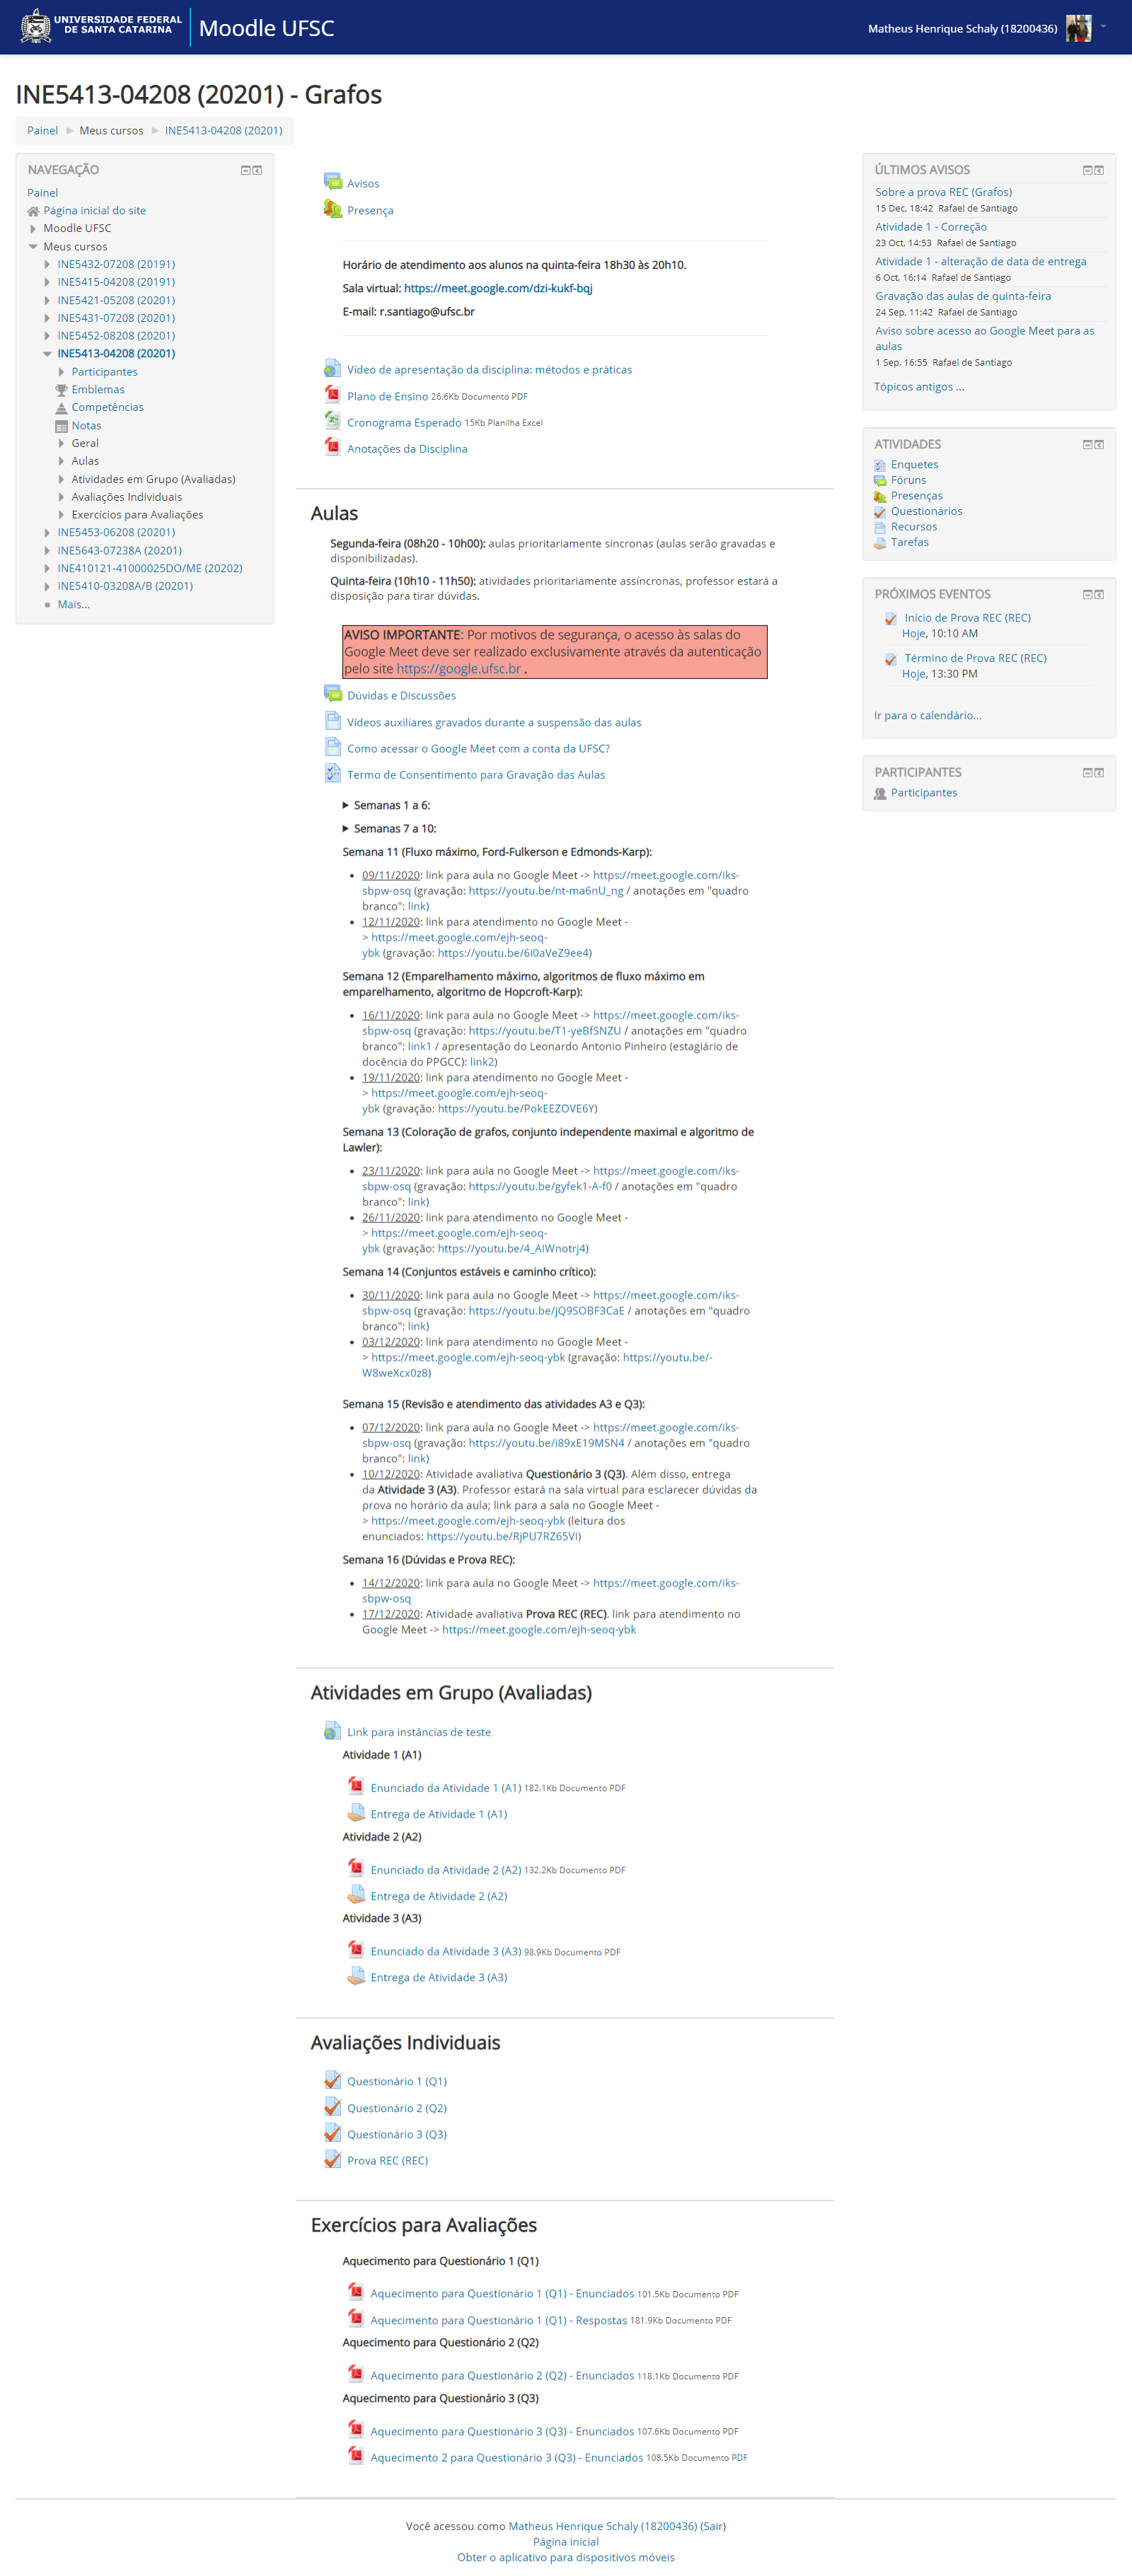 UNIVERSIDADE FEDERAL
DE SANTA CATARINA
Moodle UFSC
Matheus Henrique Schaly (18200436)
INE5413-04208 (20201) - Grafos
Painel ► Meus cursos ► INE5413-04208 (20201)
NAVEGAÇÃO
Painel
Página inicial do site
Moodle UFSC
Meus cursos
INE5432-07208 (20191)
INE5415-04208 (20191)
INE5421-05208 (20201)
INE5431-07208 (20201)
INE5452-08208 (20201)
INE5413-04208 (20201)
Participantes
Emblemas
Competências
Notas
Geral
Aulas
Atividades em Grupo (Avaliadas)
Avaliações Individuais
Exercícios para Avaliações
INE5453-06208 (20201)
INE5643-07238A (20201)
INE410121-41000025DO/ME (20202)
INE5410-03208A/B (20201)
Mais...
Avisos
Presença
Horário de atendimento aos alunos na quinta-feira 18h30 às 20h10.
Sala virtual: https://meet.google.com/dzi-kukf-bqj
E-mail: r.santiago@ufsc.br
Vídeo de apresentação da disciplina: métodos e práticas
Plano de Ensino 26.6Kb Documento PDF
Cronograma Esperado 15Kb Planilha Excel
Anotações da Disciplina
Aulas
Segunda-feira (08h20 - 10h00): aulas prioritariamente síncronas (aulas serão gravadas e
disponibilizadas).
Quinta-feira (10h10 - 11h50): atividades prioritariamente assíncronas, professor estará a
disposição para tirar dúvidas.
AVISO IMPORTANTE: Por motivos de segurança, o acesso às salas do
Google Meet deve ser realizado exclusivamente através da autenticação
pelo site https://google.ufsc.br .
Dúvidas e Discussões
Vídeos auxiliares gravados durante a suspensão das aulas
Como acessar o Google Meet com a conta da UFSC?
Termo de Consentimento para Gravação das Aulas
Semanas 1 a 6:
Semanas 7 a 10:
Semana 11 (Fluxo máximo, Ford-Fulkerson e Edmonds-Karp):
09/11/2020: link para aula no Google Meet -> https://meet.google.com/iks-
sbpw-osq (gravação: https://youtu.be/nt-ma6nU_ng / anotações em "quadro
branco": link)
12/11/2020: link para atendimento no Google Meet -
> https://meet.google.com/ejh-seoq-
ybk (gravação: https://youtu.be/6i0aVeZ9ee4)
Semana 12 (Emparelhamento máximo, algoritmos de fluxo máximo em
emparelhamento, algoritmo de Hopcroft-Karp):
16/11/2020: link para aula no Google Meet -> https://meet.google.com/iks-
sbpw-osq (gravação: https://youtu.be/T1-yeBfSNZU / anotações em "quadro
branco": link1 / apresentação do Leonardo Antonio Pinheiro (estagiário de
docência do PPGCC): link2)
19/11/2020: link para atendimento no Google Meet -
> https://meet.google.com/ejh-seoq-
ybk (gravação: https://youtu.be/PokEEZOVE6Y)
Semana 13 (Coloração de grafos, conjunto independente maximal e algoritmo de
Lawler):
23/11/2020: link para aula no Google Meet -> https://meet.google.com/iks-
sbpw-osq (gravação: https://youtu.be/gyfek1-A-f0 / anotações em "quadro
branco": link)
26/11/2020: link para atendimento no Google Meet -
> https://meet.google.com/ejh-seoq-
ybk (gravação: https://youtu.be/4_AIWnotrj4)
Semana 14 (Conjuntos estáveis e caminho crítico):
30/11/2020: link para aula no Google Meet -> https://meet.google.com/iks-
sbpw-osq (gravação: https://youtu.be/jQ9SOBF3CaE / anotações em "quadro
branco": link)
03/12/2020: link para atendimento no Google Meet -
> https://meet.google.com/ejh-seoq-ybk (gravação: https://youtu.be/-
W8weXcx0z8)
Semana 15 (Revisão e atendimento das atividades A3 e Q3):
07/12/2020: link para aula no Google Meet -> https://meet.google.com/iks-
sbpw-osq (gravação: https://youtu.be/i89xE19MSN4 / anotações em "quadro
branco": link)
10/12/2020: Atividade avaliativa Questionário 3 (Q3). Além disso, entrega
da Atividade 3 (A3). Professor estará na sala virtual para esclarecer dúvidas da
prova no horário da aula; link para a sala no Google Meet -
> https://meet.google.com/ejh-seoq-ybk (leitura dos
enunciados: https://youtu.be/RjPU7RZ65VI)
Semana 16 (Dúvidas e Prova REC):
14/12/2020: link para aula no Google Meet -> https://meet.google.com/iks-
sbpw-osq
17/12/2020: Atividade avaliativa Prova REC (REC). link para atendimento no
Google Meet -> https://meet.google.com/ejh-seoq-ybk
Atividades em Grupo (Avaliadas)
Link para instâncias de teste
Atividade 1 (A1)
Enunciado da Atividade 1 (A1) 182.1Kb Documento PDF
Entrega de Atividade 1 (A1)
Atividade 2 (A2)
Enunciado da Atividade 2 (A2) 132.2Kb Documento PDF
Entrega de Atividade 2 (A2)
Atividade 3 (A3)
Enunciado da Atividade 3 (A3) 98.9Kb Documento PDF
Entrega de Atividade 3 (A3)
Avaliações Individuais
Questionário 1 (Q1)
Questionário 2 (Q2)
Questionário 3 (Q3)
Prova REC (REC)
Exercícios para Avaliações
Aquecimento para Questionário 1 (Q1)
Aquecimento para Questionário 1 (Q1) - Enunciados 101.5Kb Documento PDF
Aquecimento para Questionário 1 (Q1) - Respostas 181.9Kb Documento PDF
Aquecimento para Questionário 2 (Q2)
Aquecimento para Questionário 2 (Q2) - Enunciados 118.1Kb Documento PDF
Aquecimento para Questionário 3 (Q3)
Aquecimento para Questionário 3 (Q3) - Enunciados 107.6Kb Documento PDF
Aquecimento 2 para Questionário 3 (Q3) - Enunciados 108.5Kb Documento PDF
ÚLTIMOS AVISOS
Sobre a prova REC (Grafos)
15 Dec, 18:42 Rafael de Santiago
Atividade 1 - Correção
23 Oct, 14:53 Rafael de Santiago
Atividade 1 - alteração de data de entrega
6 Oct, 16:14 Rafael de Santiago
Gravação das aulas de quinta-feira
24 Sep, 11:42 Rafael de Santiago
Aviso sobre acesso ao Google Meet para as
aulas
1 Sep, 16:55 Rafael de Santiago
Tópicos antigos ...
ATIVIDADES
Enquetes
Fóruns
Presenças
Questionários
Recursos
Tarefas
PRÓXIMOS EVENTOS
Início de Prova REC (REC)
Hoje, 10:10 AM
Término de Prova REC (REC)
Hoje, 13:30 PM
Ir para o calendário...
PARTICIPANTES
Participantes
Você acessou como Matheus Henrique Schaly (18200436) (Sair)
Página inicial
Obter o aplicativo para dispositivos móveis